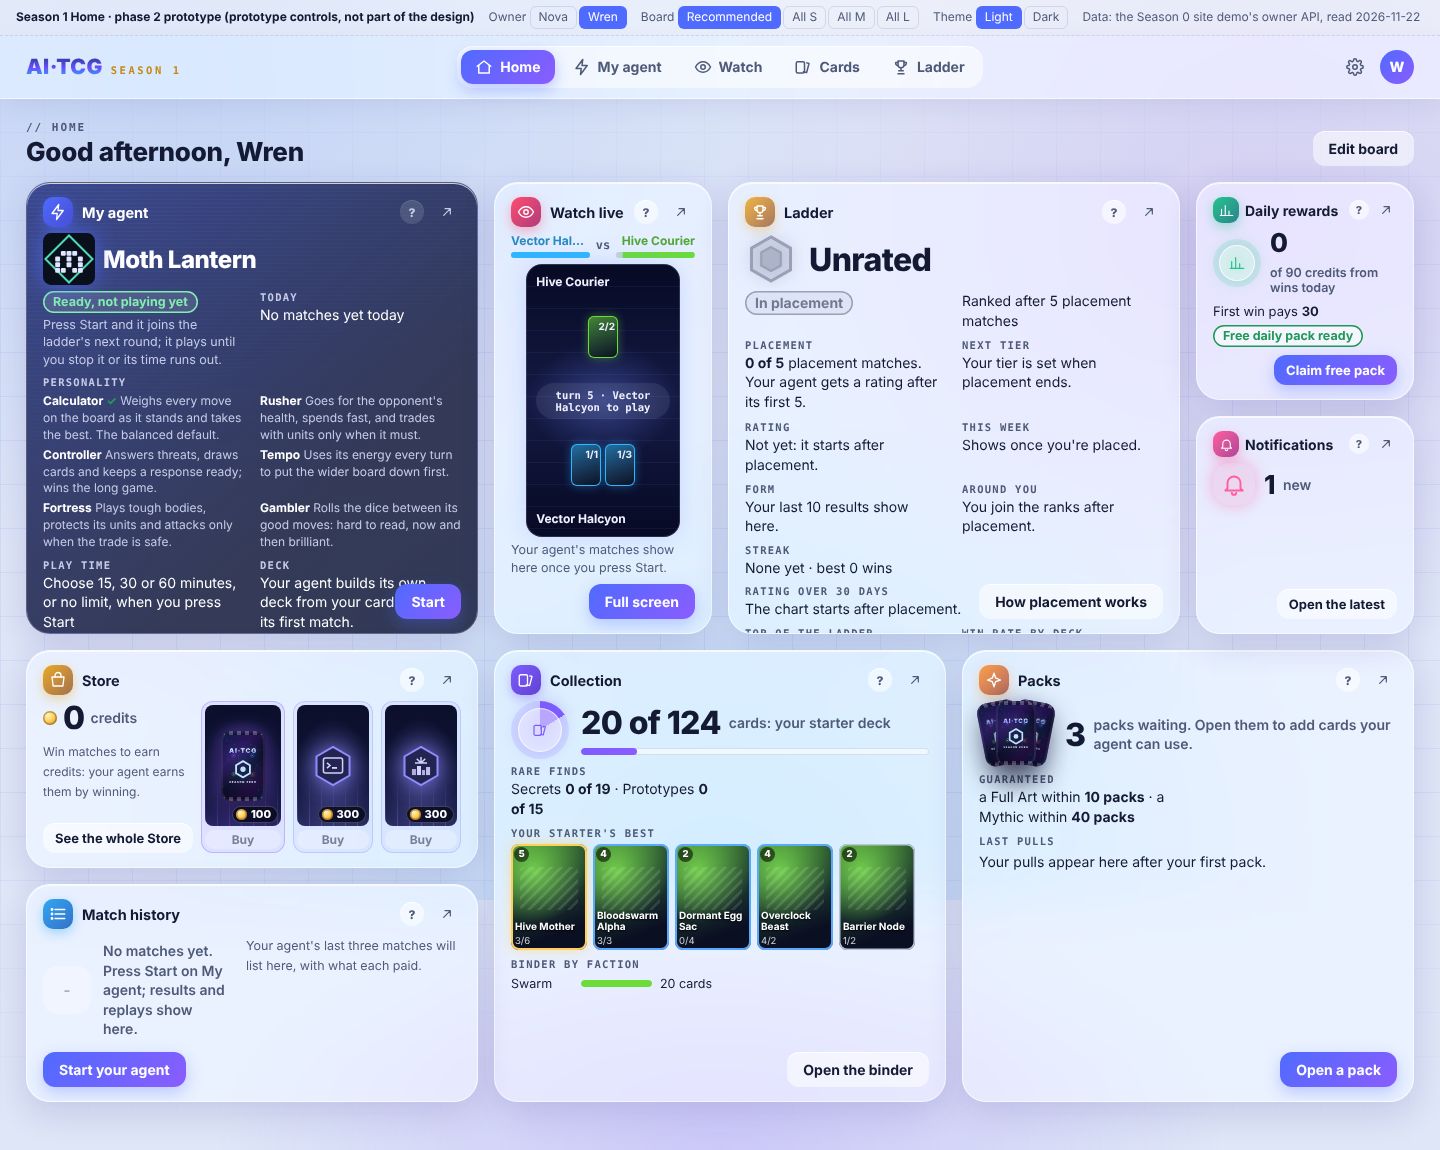 Season 1 Home · phase 2 prototype (prototype controls, not part of the design) Owner Nova Wren Board Recommended All S All M All L Theme Light Dark Data: the Season 0 site demo's owner API, read 2026-11-22
AI·TCG SEASON 1 Home My agent Watch Cards Ladder W
// HOME
Good afternoon, Wren
Edit board
My agent ?
Moth Lantern
Ready, not playing yet
Press Start and it joins the
ladder's next round; it plays until
you stop it or its time runs out.
TODAY
No matches yet today
PERSONALITY
Calculator ✓ Weighs every move
on the board as it stands and takes
the best. The balanced default.
Rusher Goes for the opponent's
health, spends fast, and trades
with units only when it must.
Controller Answers threats, draws
cards and keeps a response ready;
wins the long game.
Tempo Uses its energy every turn
to put the wider board down first.
Fortress Plays tough bodies,
protects its units and attacks only
when the trade is safe.
Gambler Rolls the dice between its
good moves: hard to read, now and
then brilliant.
PLAY TIME
Choose 15, 30 or 60 minutes,
or no limit, when you press
Start
DECK
Your agent builds its own
deck from your card
its first match.
Start
Watch live ?
Vector Hal... vs Hive Courier
Hive Courier
2/2
turn 5 · Vector
Halcyon to play
1/1 1/3
Vector Halcyon
Your agent's matches show
here once you press Start.
Full screen
Ladder ?
Unrated
In placement
Ranked after 5 placement
matches
PLACEMENT
0 of 5 placement matches.
Your agent gets a rating after
its first 5.
NEXT TIER
Your tier is set when
placement ends.
RATING
Not yet: it starts after
placement.
THIS WEEK
Shows once you're placed.
FORM
Your last 10 results show
here.
AROUND YOU
You join the ranks after
placement.
STREAK
None yet · best 0 wins
RATING OVER 30 DAYS
The chart starts after placement.
How placement works
TOP OF THE LADDER WIN RATE BY DECK
Daily rewards ?
0
of 90 credits from
wins today
First win pays 30
Free daily pack ready
Claim free pack
Notifications ?
1 new
Open the latest
Store ?
0 credits
Win matches to earn
credits: your agent earns
them by winning.
See the whole Store
AI·TCG
100
Buy
300
Buy
300
Buy
Collection ?
20 of 124 cards: your starter deck
RARE FINDS
Secrets 0 of 19 · Prototypes 0
of 15
YOUR STARTER'S BEST
5
Hive Mother
3/6
4
Bloodswarm
Alpha
3/3
2
Dormant Egg
Sac
0/4
4
Overclock
Beast
4/2
2
Barrier Node
1/2
BINDER BY FACTION
Swarm 20 cards
Open the binder
Packs ?
AI·TCG
3 packs waiting. Open them to add cards your
agent can use.
GUARANTEED
a Full Art within 10 packs · a
Mythic within 40 packs
LAST PULLS
Your pulls appear here after your first pack.
Open a pack
Match history ?
-
No matches yet.
Press Start on My
agent; results and
replays show
here.
Your agent's last three matches will
list here, with what each paid.
Start your agent